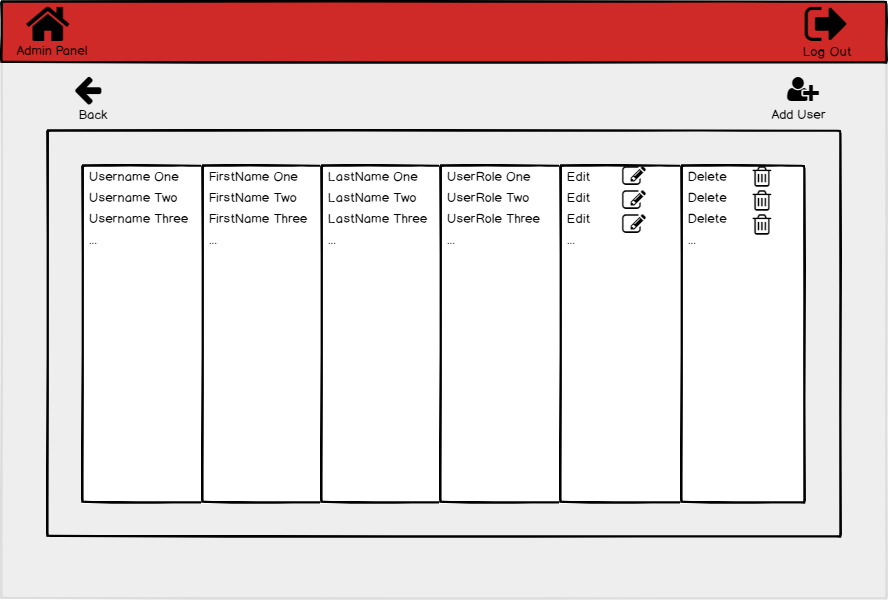 Admin Panel
Log Out
Back
Add User
Username One FirstName One LastName One UserRole One Edit Delete
Username Two FirstName Two LastName Two UserRole Two Edit Delete
Username Three FirstName Three LastName Three UserRole Three Edit Delete
... ... ... ... ... ...